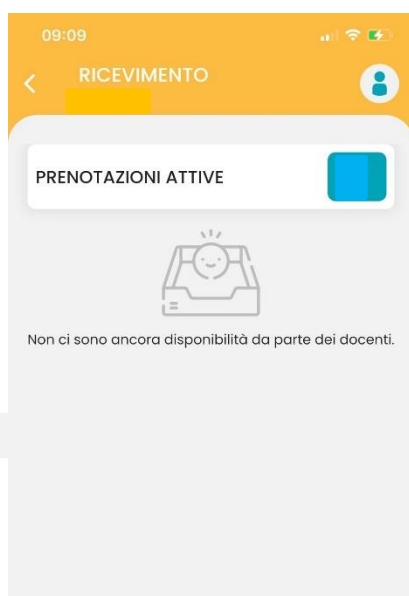 09:09
RICEVIMENTO
PRENOTAZIONI ATTIVE
Non ci sono ancora disponibilità da parte dei docenti.